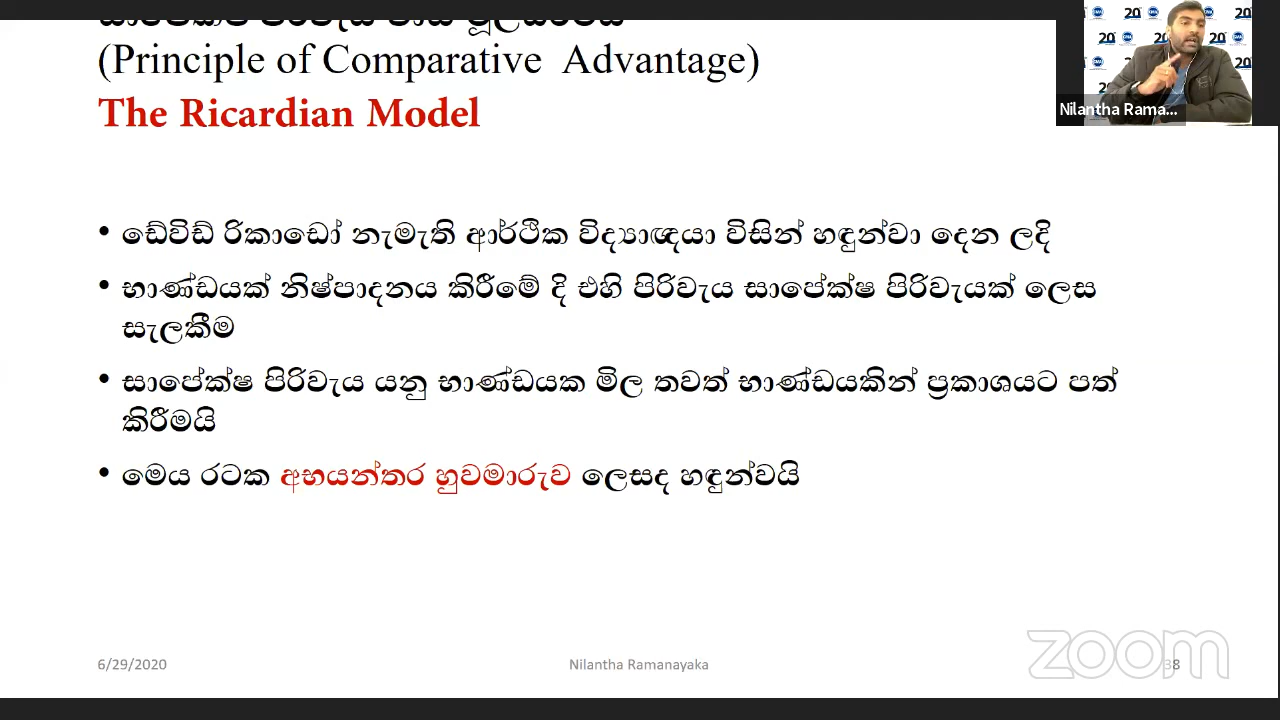 (Principle of Comparative Advantage)
The Ricardian Model
• ඩේවිඩ් රිකාඩෝ නැමැති ආර්ථික විද්‍යාඥයා විසින් හඳුන්වා දෙන ලදි
• භාණ්ඩයක් නිෂ්පාදනය කිරීමේ දි එහි පිරිවැය සාපේක්ෂ පිරිවැයක් ලෙස
සැලකීම
• සාපේක්ෂ පිරිවැය යනු භාණ්ඩයක මිල තවත් භාණ්ඩයකින් ප්‍රකාශයට පත්
කිරීමයි
• මෙය රටක අභයන්තර හුවමාරුව ලෙසද හඳුන්වයි
6/29/2020
Nilantha Ramanayaka
38
zoom
Nilantha Rama...
20